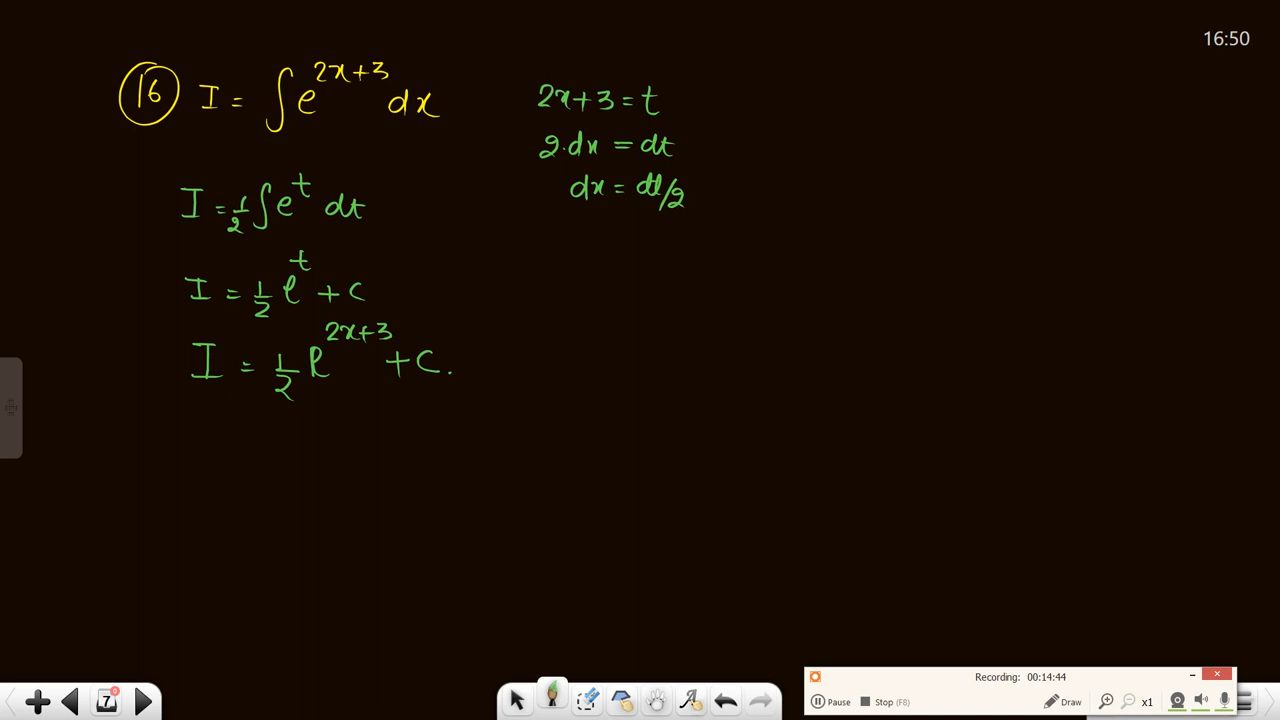 16:50
16 I = ∫ e^{2x+3} dx
2x+3 = t
2·dx = dt
dx = dt/2
I = 1/2 ∫ e^t dt
I = 1/2 e^t + c
I = 1/2 e^{2x+3} + c.
7
0
Recording: 00:14:44
Pause Stop (F8) Draw x1